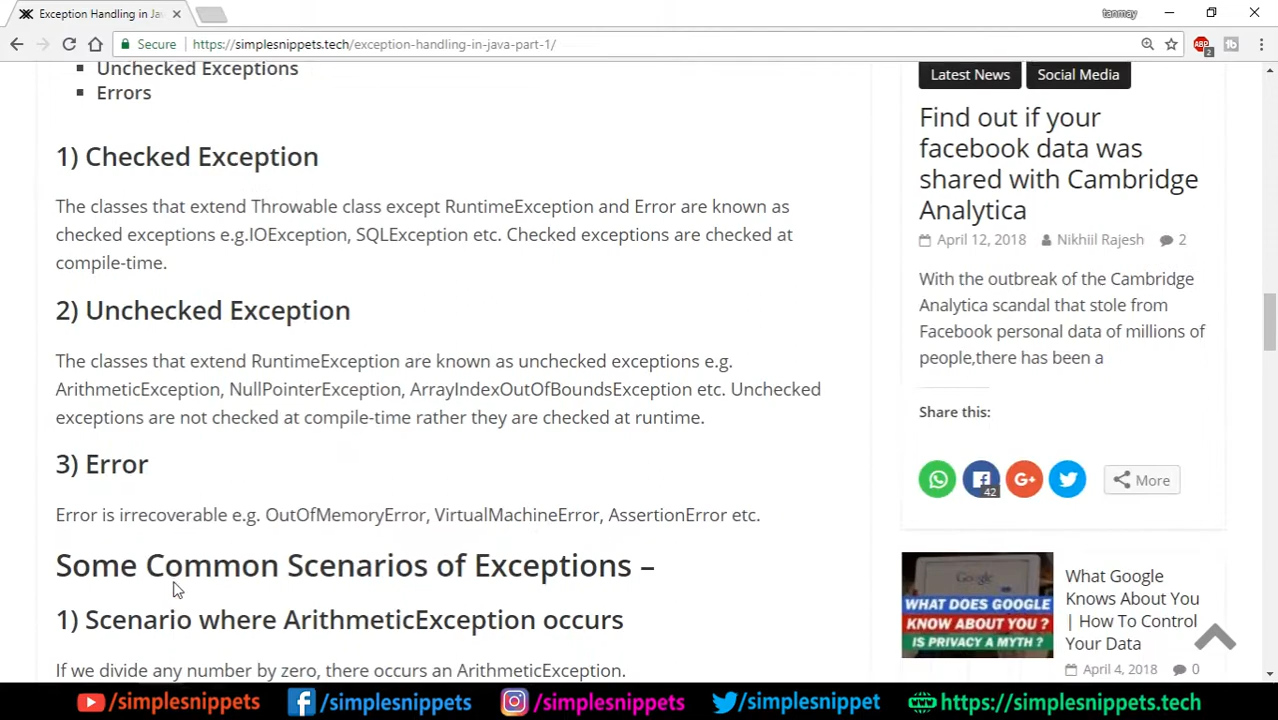 Exception Handling in Ja
tanmay
Secure
https://simplesnippets.tech/exception-handling-in-java-part-1/
ABP
2
Unchecked Exceptions
Errors
1) Checked Exception
The classes that extend Throwable class except RuntimeException and Error are known as
checked exceptions e.g.IOException, SQLException etc. Checked exceptions are checked at
compile-time.
2) Unchecked Exception
The classes that extend RuntimeException are known as unchecked exceptions e.g.
ArithmeticException, NullPointerException, ArrayIndexOutOfBoundsException etc. Unchecked
exceptions are not checked at compile-time rather they are checked at runtime.
3) Error
Error is irrecoverable e.g. OutOfMemoryError, VirtualMachineError, AssertionError etc.
Some Common Scenarios of Exceptions –
1) Scenario where ArithmeticException occurs
If we divide any number by zero, there occurs an ArithmeticException.
Latest News
Social Media
Find out if your
facebook data was
shared with Cambridge
Analytica
April 12, 2018
Nikhiil Rajesh
2
With the outbreak of the Cambridge
Analytica scandal that stole from
Facebook personal data of millions of
people,there has been a
Share this:
42
G+
More
Google
WHAT DOES GOOGLE
KNOW ABOUT YOU ?
IS PRIVACY A MYTH ?
What Google
Knows About You
| How To Control
Your Data
April 4, 2018
0
/simplesnippets
/simplesnippets
/simplesnippets
/simplesnippets
https://simplesnippets.tech